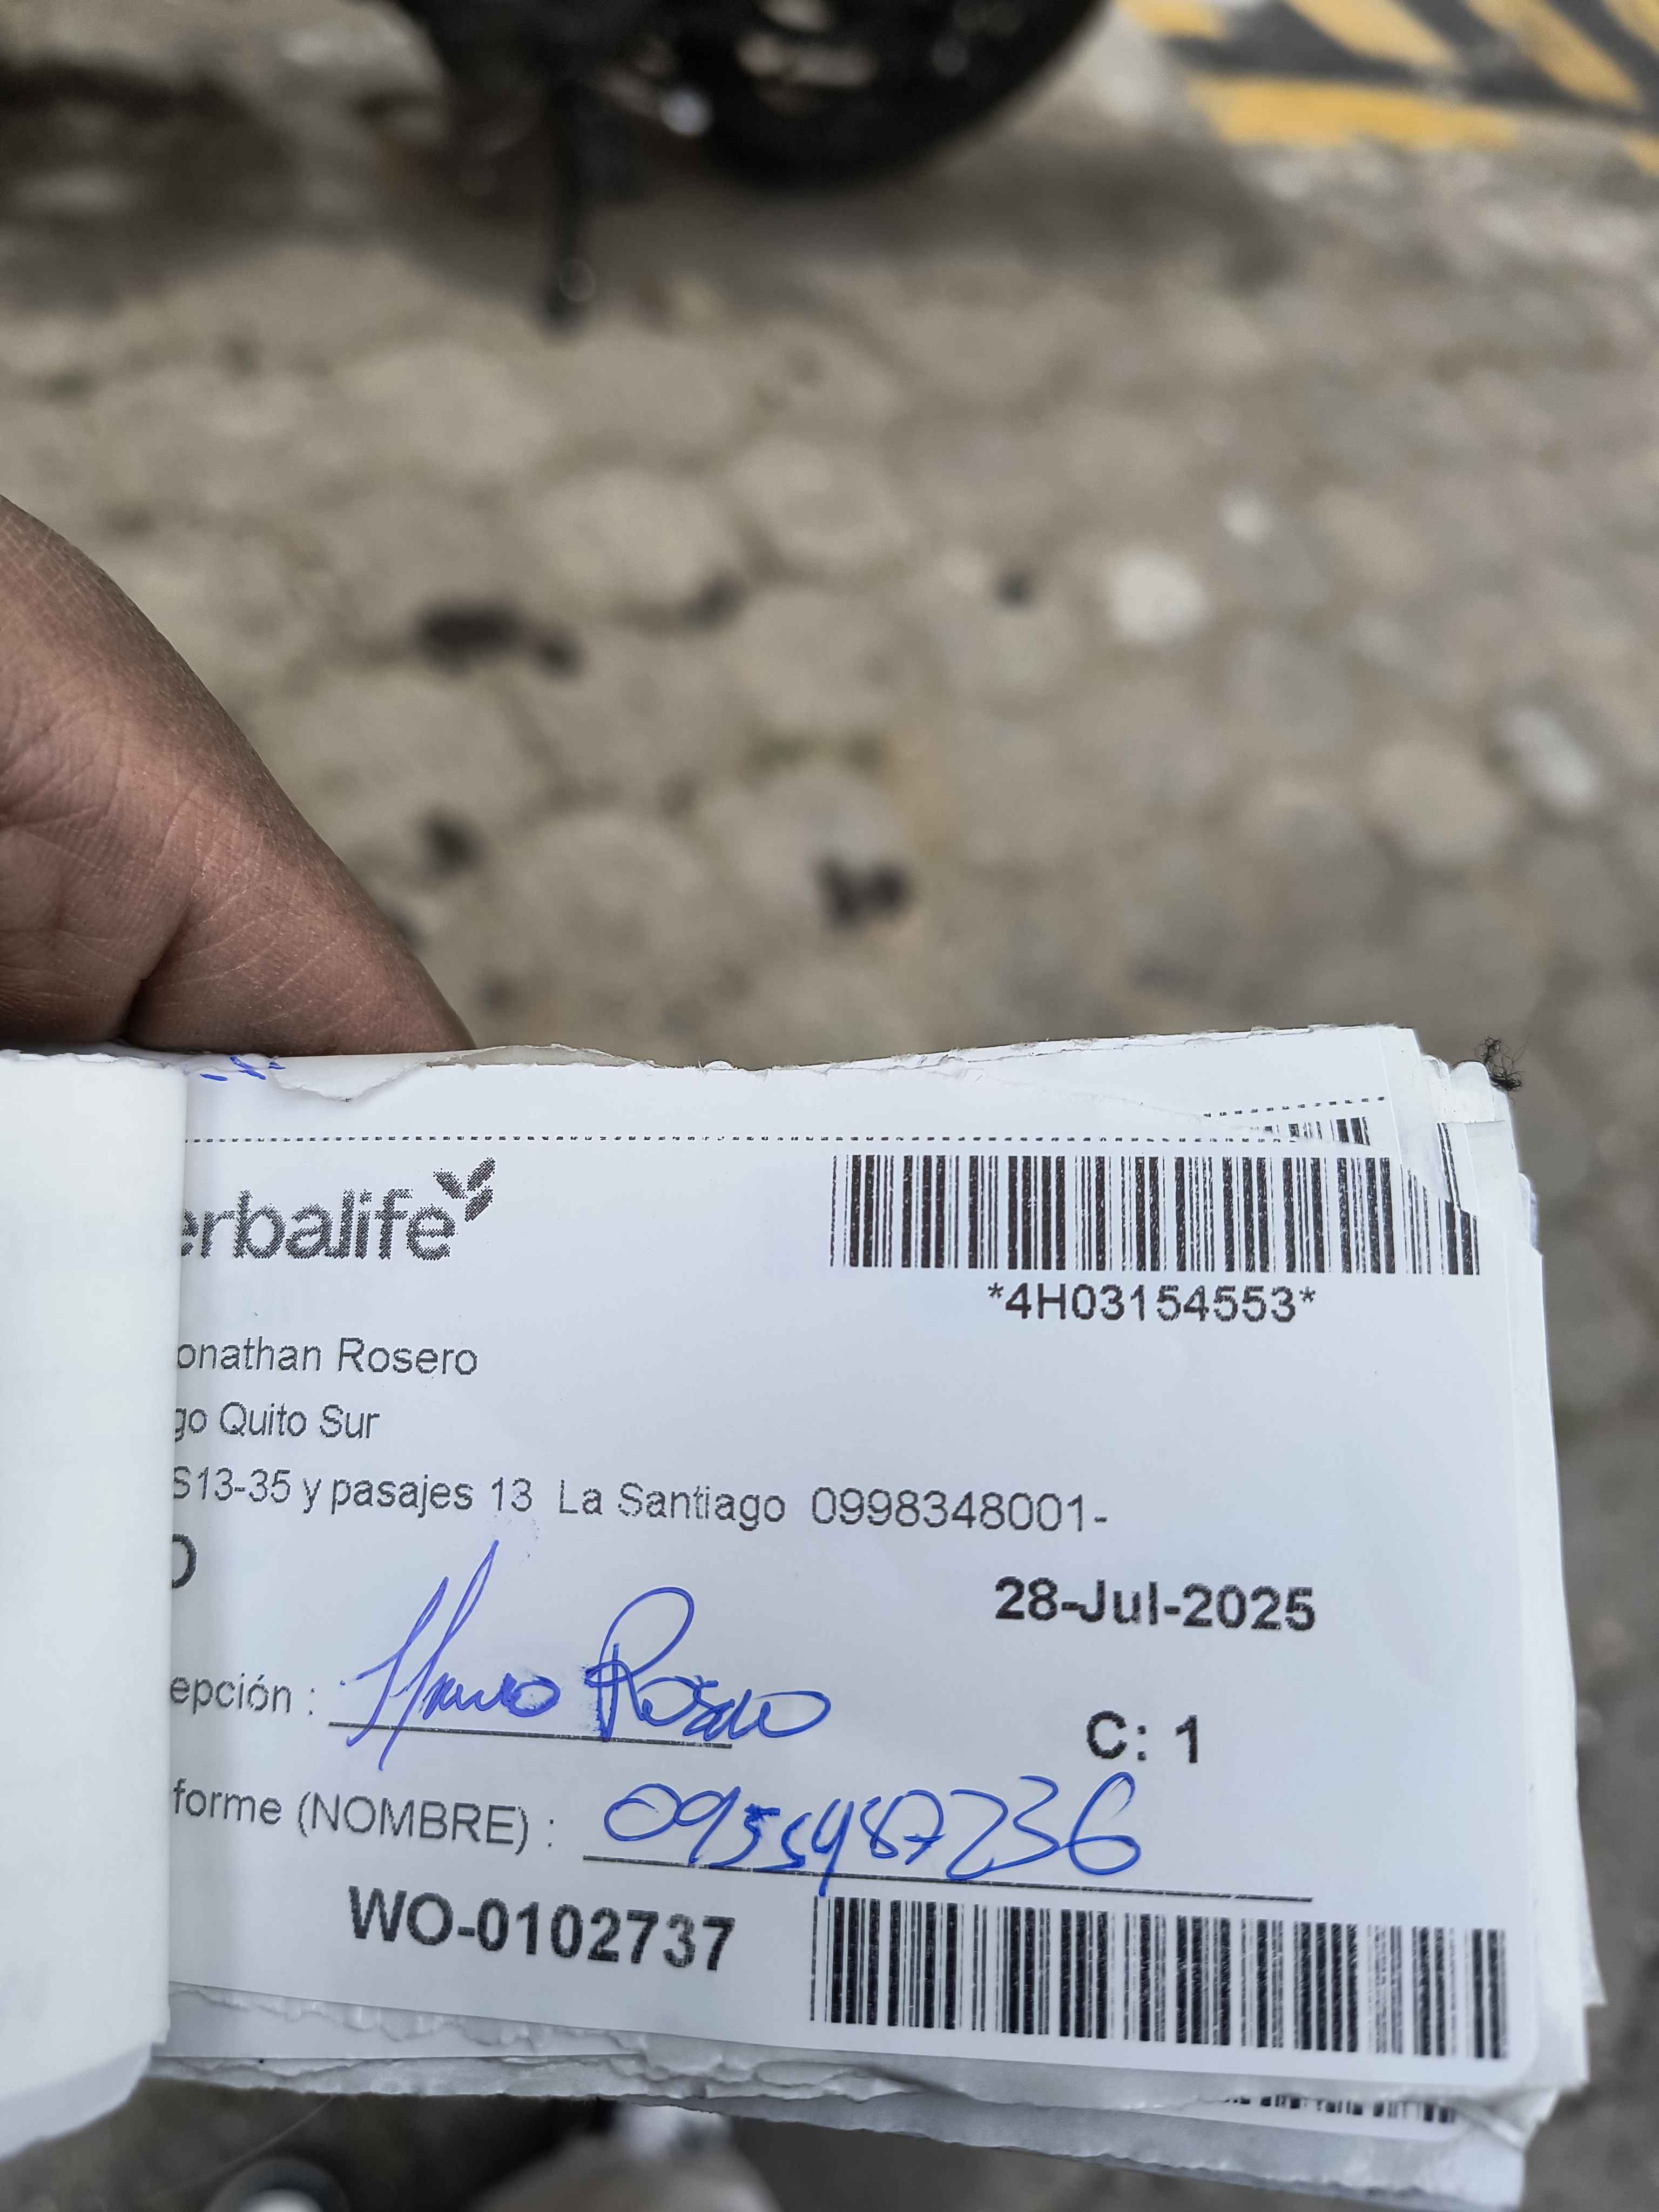 erbalife
*4H03154553*
onathan Rosero
go Quito Sur
S13-35 y pasajes 13 La Santiago 0998348001-
O
28-Jul-2025
epción : Rosero
C: 1
forme (NOMBRE) : 0955487236
WO-0102737